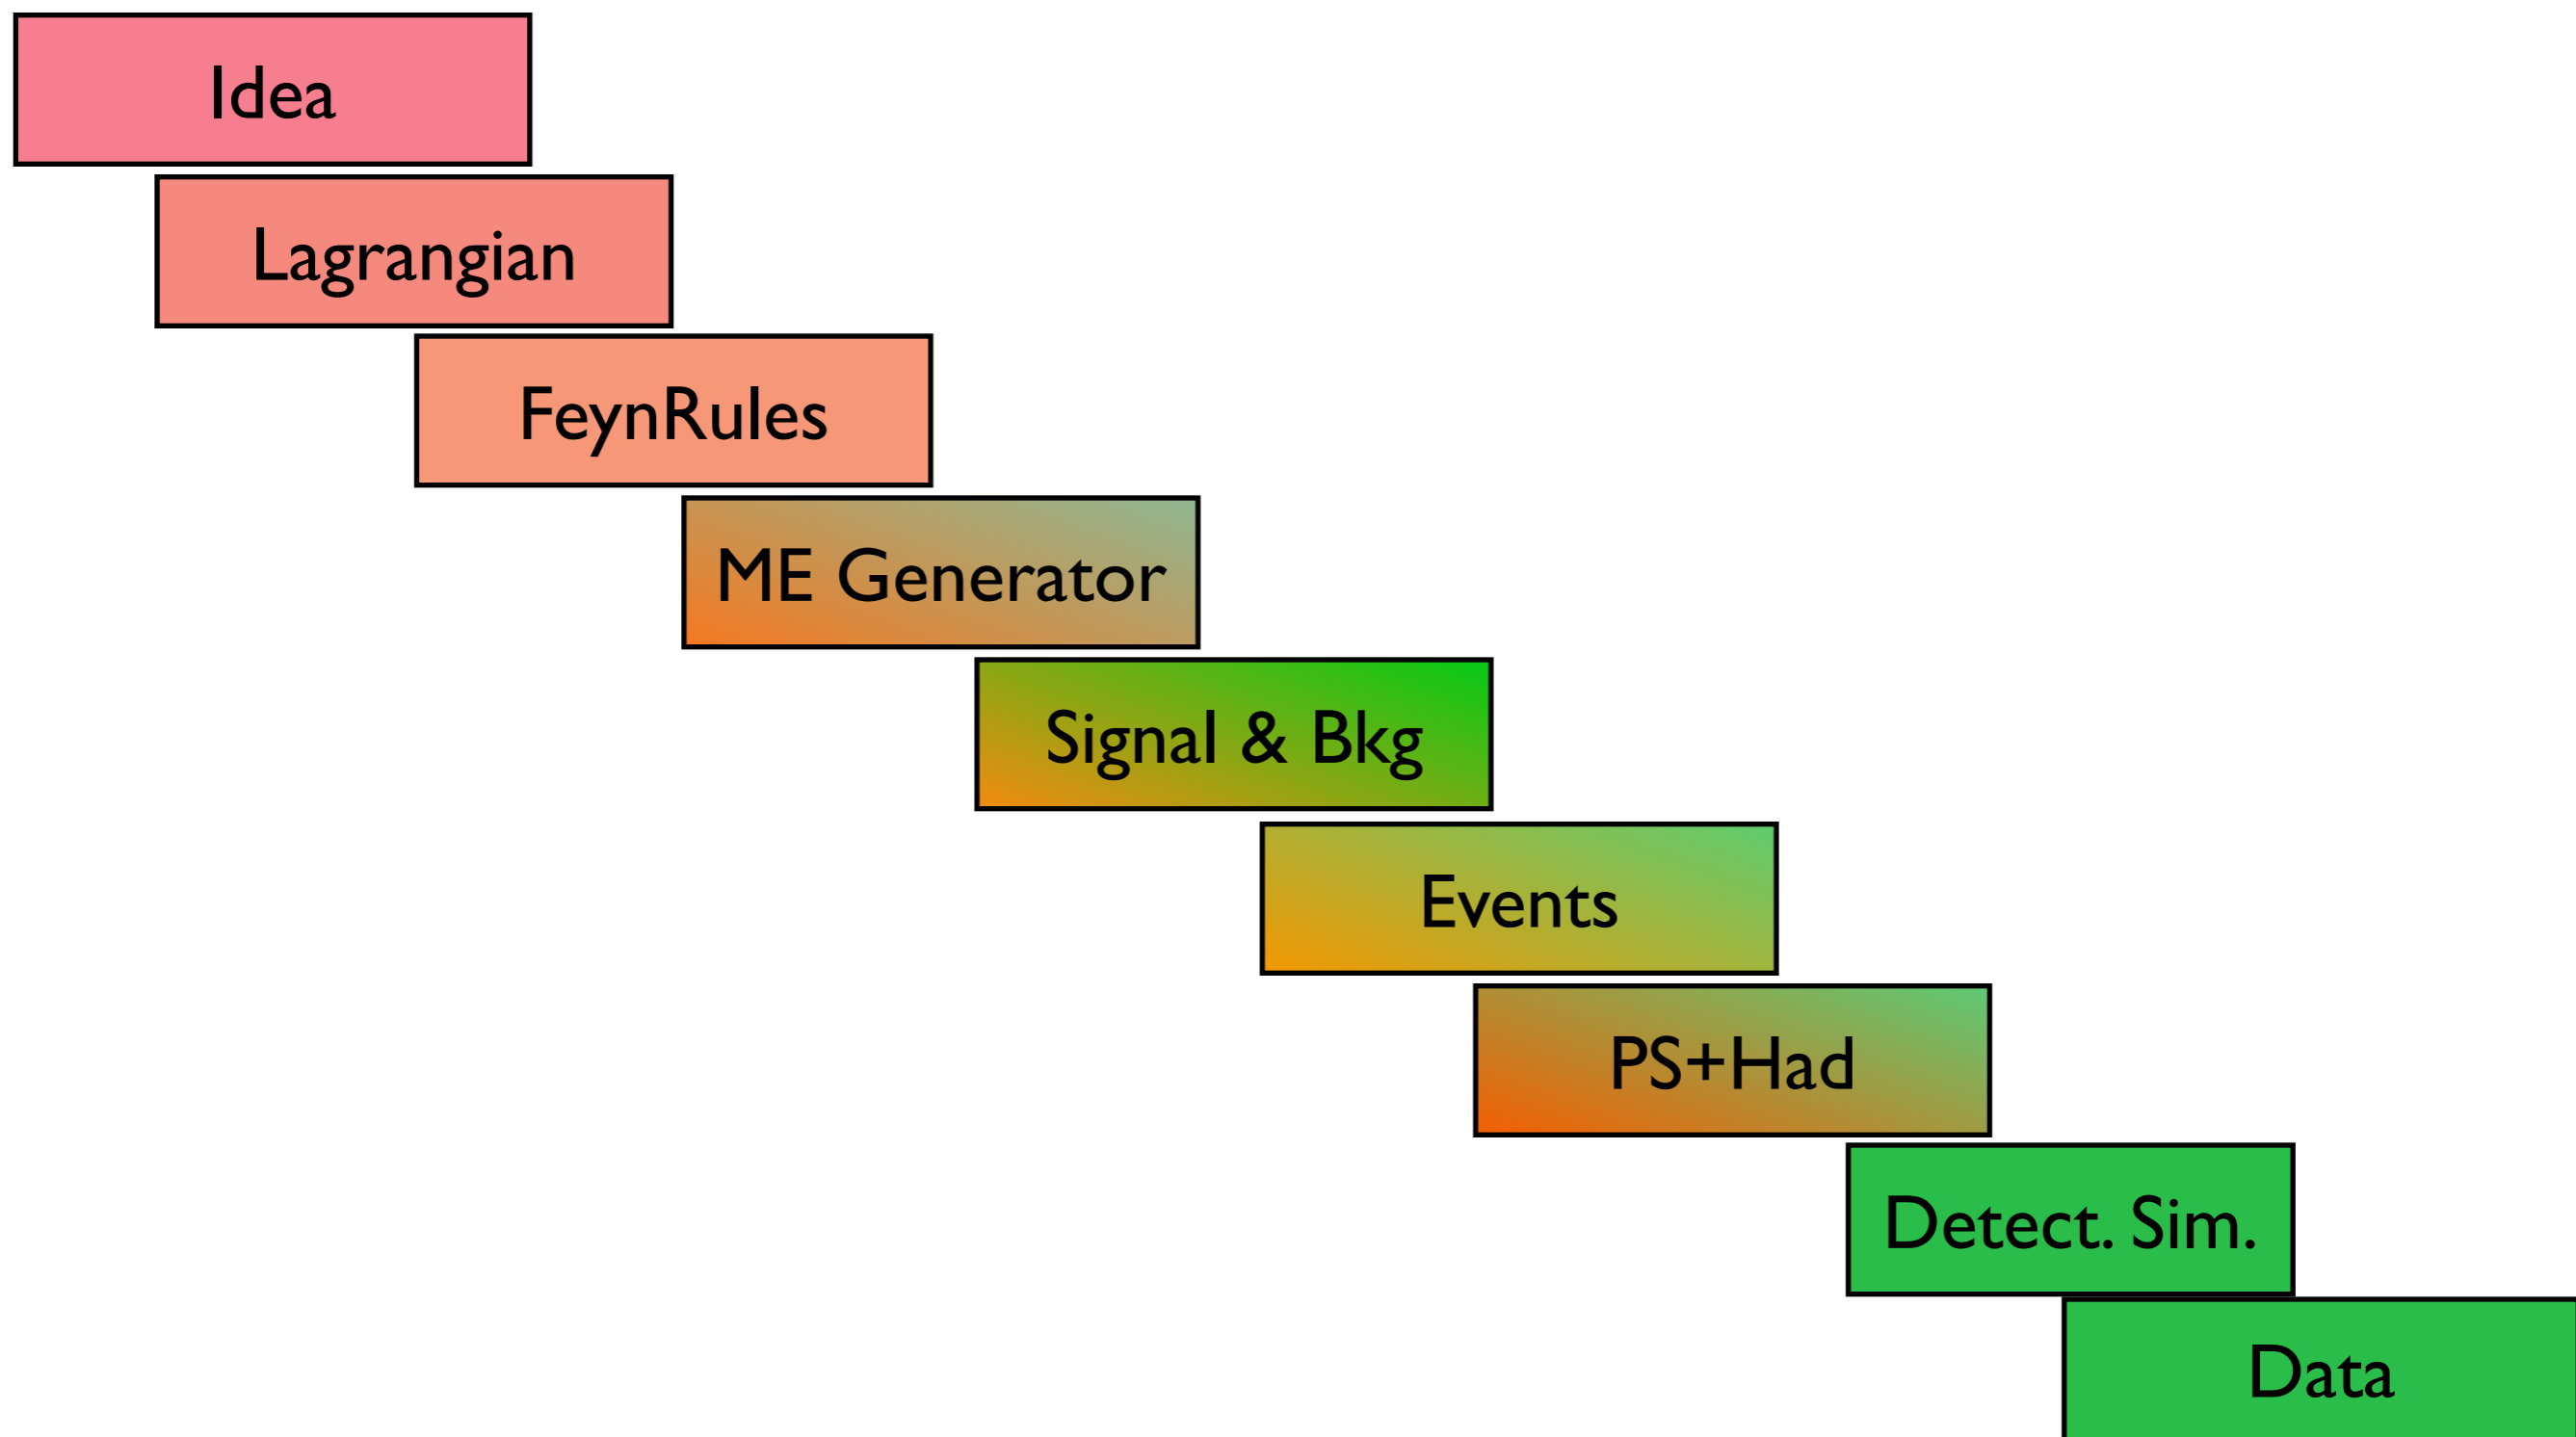 Idea
Lagrangian
FeynRules
ME Generator
Signal & Bkg
Events
PS+Had
Detect. Sim.
Data